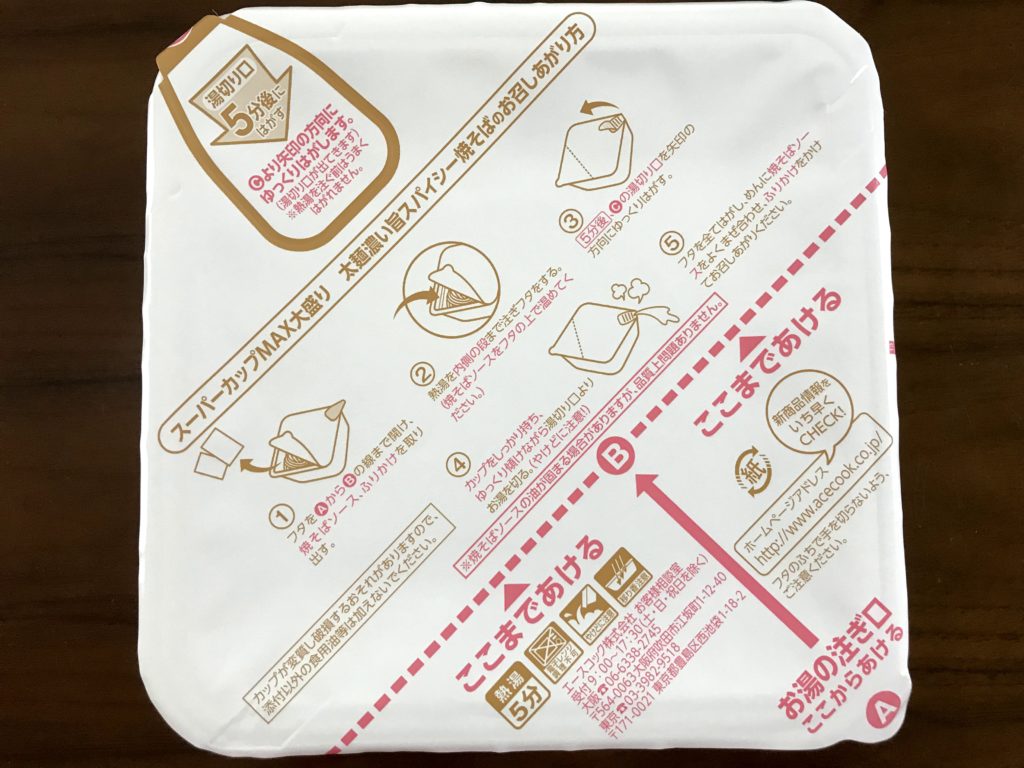 湯切り口
5分後に
はがす
Cより矢印の方向に
ゆっくりはがします。
(湯切り口が出てきます)
※熱湯を注ぐ前はうまく
はがれません。
スーパーカップMAX大盛り 太麺濃い旨スパイシー焼そばのお召しあがり方
①
フタをAからBの線まで開け、
焼そばソース、ふりかけを取り
出す。
②
熱湯を内側の段まで注ぎフタをする。
(焼そばソースをフタの上で温めてく
ださい。)
③
5分後、Cの湯切り口を矢印の
方向にゆっくりはがす。
④
カップをしっかり持ち、
ゆっくり傾けながら湯切り口より
お湯を切る。(やけどに注意!)
⑤
フタを全てはがし、めんに焼そばソー
スをよくまぜ合わせ、ふりかけをかけ
てお召しあがりください。
※焼そばソースの油が固まる場合がありますが、品質上問題ありません。
カップが変質し破損するおそれがありますので、
添付以外の食用油等は加えないでください。
ここまであける
B
ここまであける
熱湯
5分
やけどに注意
移り香注意
エースコック株式会社 お客様相談室
受付9:00〜17:30(土・日・祝日を除く)
大阪☎06-6338-2745
〒564-0063 大阪府吹田市江坂町1-12-40
東京☎03-3982-9518
〒171-0021 東京都豊島区西池袋1-18-2
新商品情報を
いち早く
CHECK!
紙
ホームページアドレス
http://www.acecook.co.jp/
フタのふちで手を切らないよう、
ご注意ください。
お湯の注ぎ口
ここからあける
A